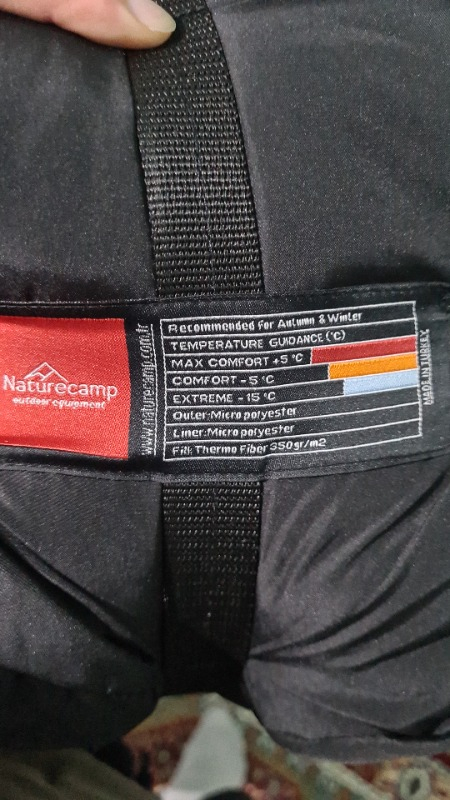 Naturecamp
outdoor equipment
www.naturecamp.com.tr
Recommended for Autumn & Winter
TEMPERATURE GUIDANCE (°C)
MAX COMFORT +5 °C
COMFORT - 5 °C
EXTREME - 15 °C
Outer:Micro polyester
Liner:Micro polyester
Fill: Thermo Fiber 350gr/m2
MADE IN TURKEY